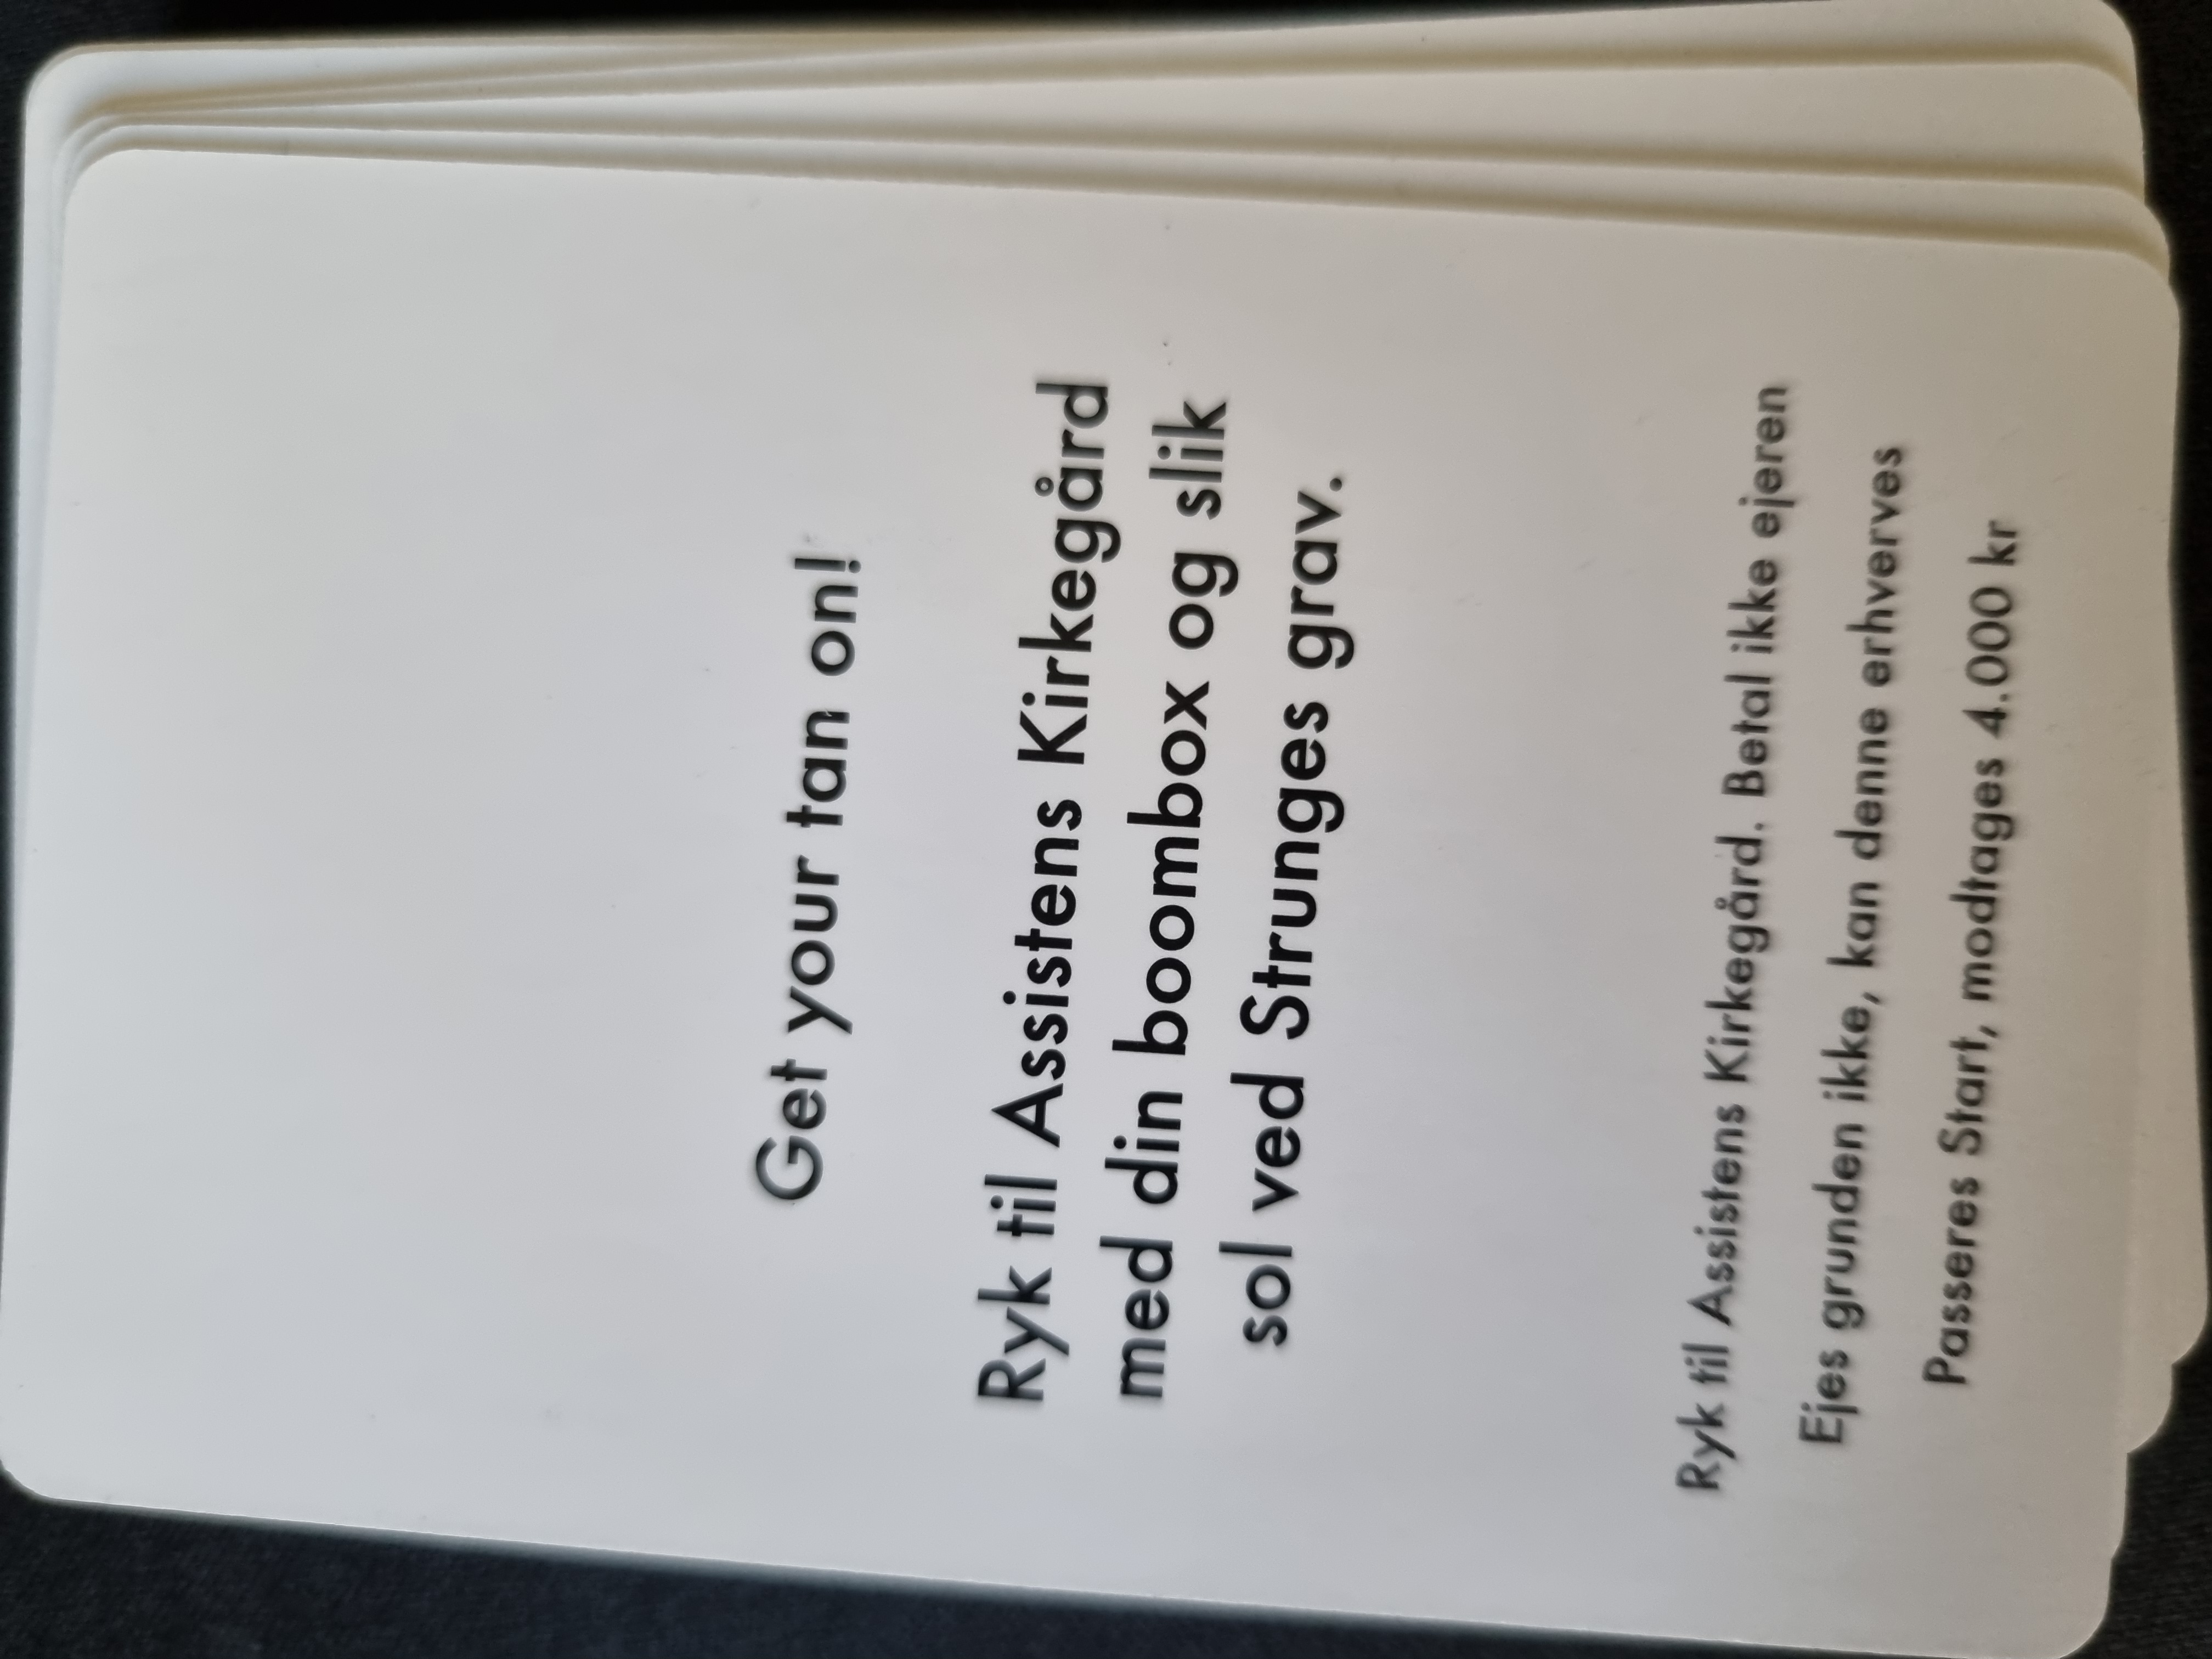 Get your tan on!
Ryk til Assistens Kirkegård
med din boombox og slik
sol ved Strunges grav.
Ryk til Assistens Kirkegård. Betal ikke ejeren
Ejes grunden ikke, kan denne erhverves
Passeres Start, modtages 4.000 kr